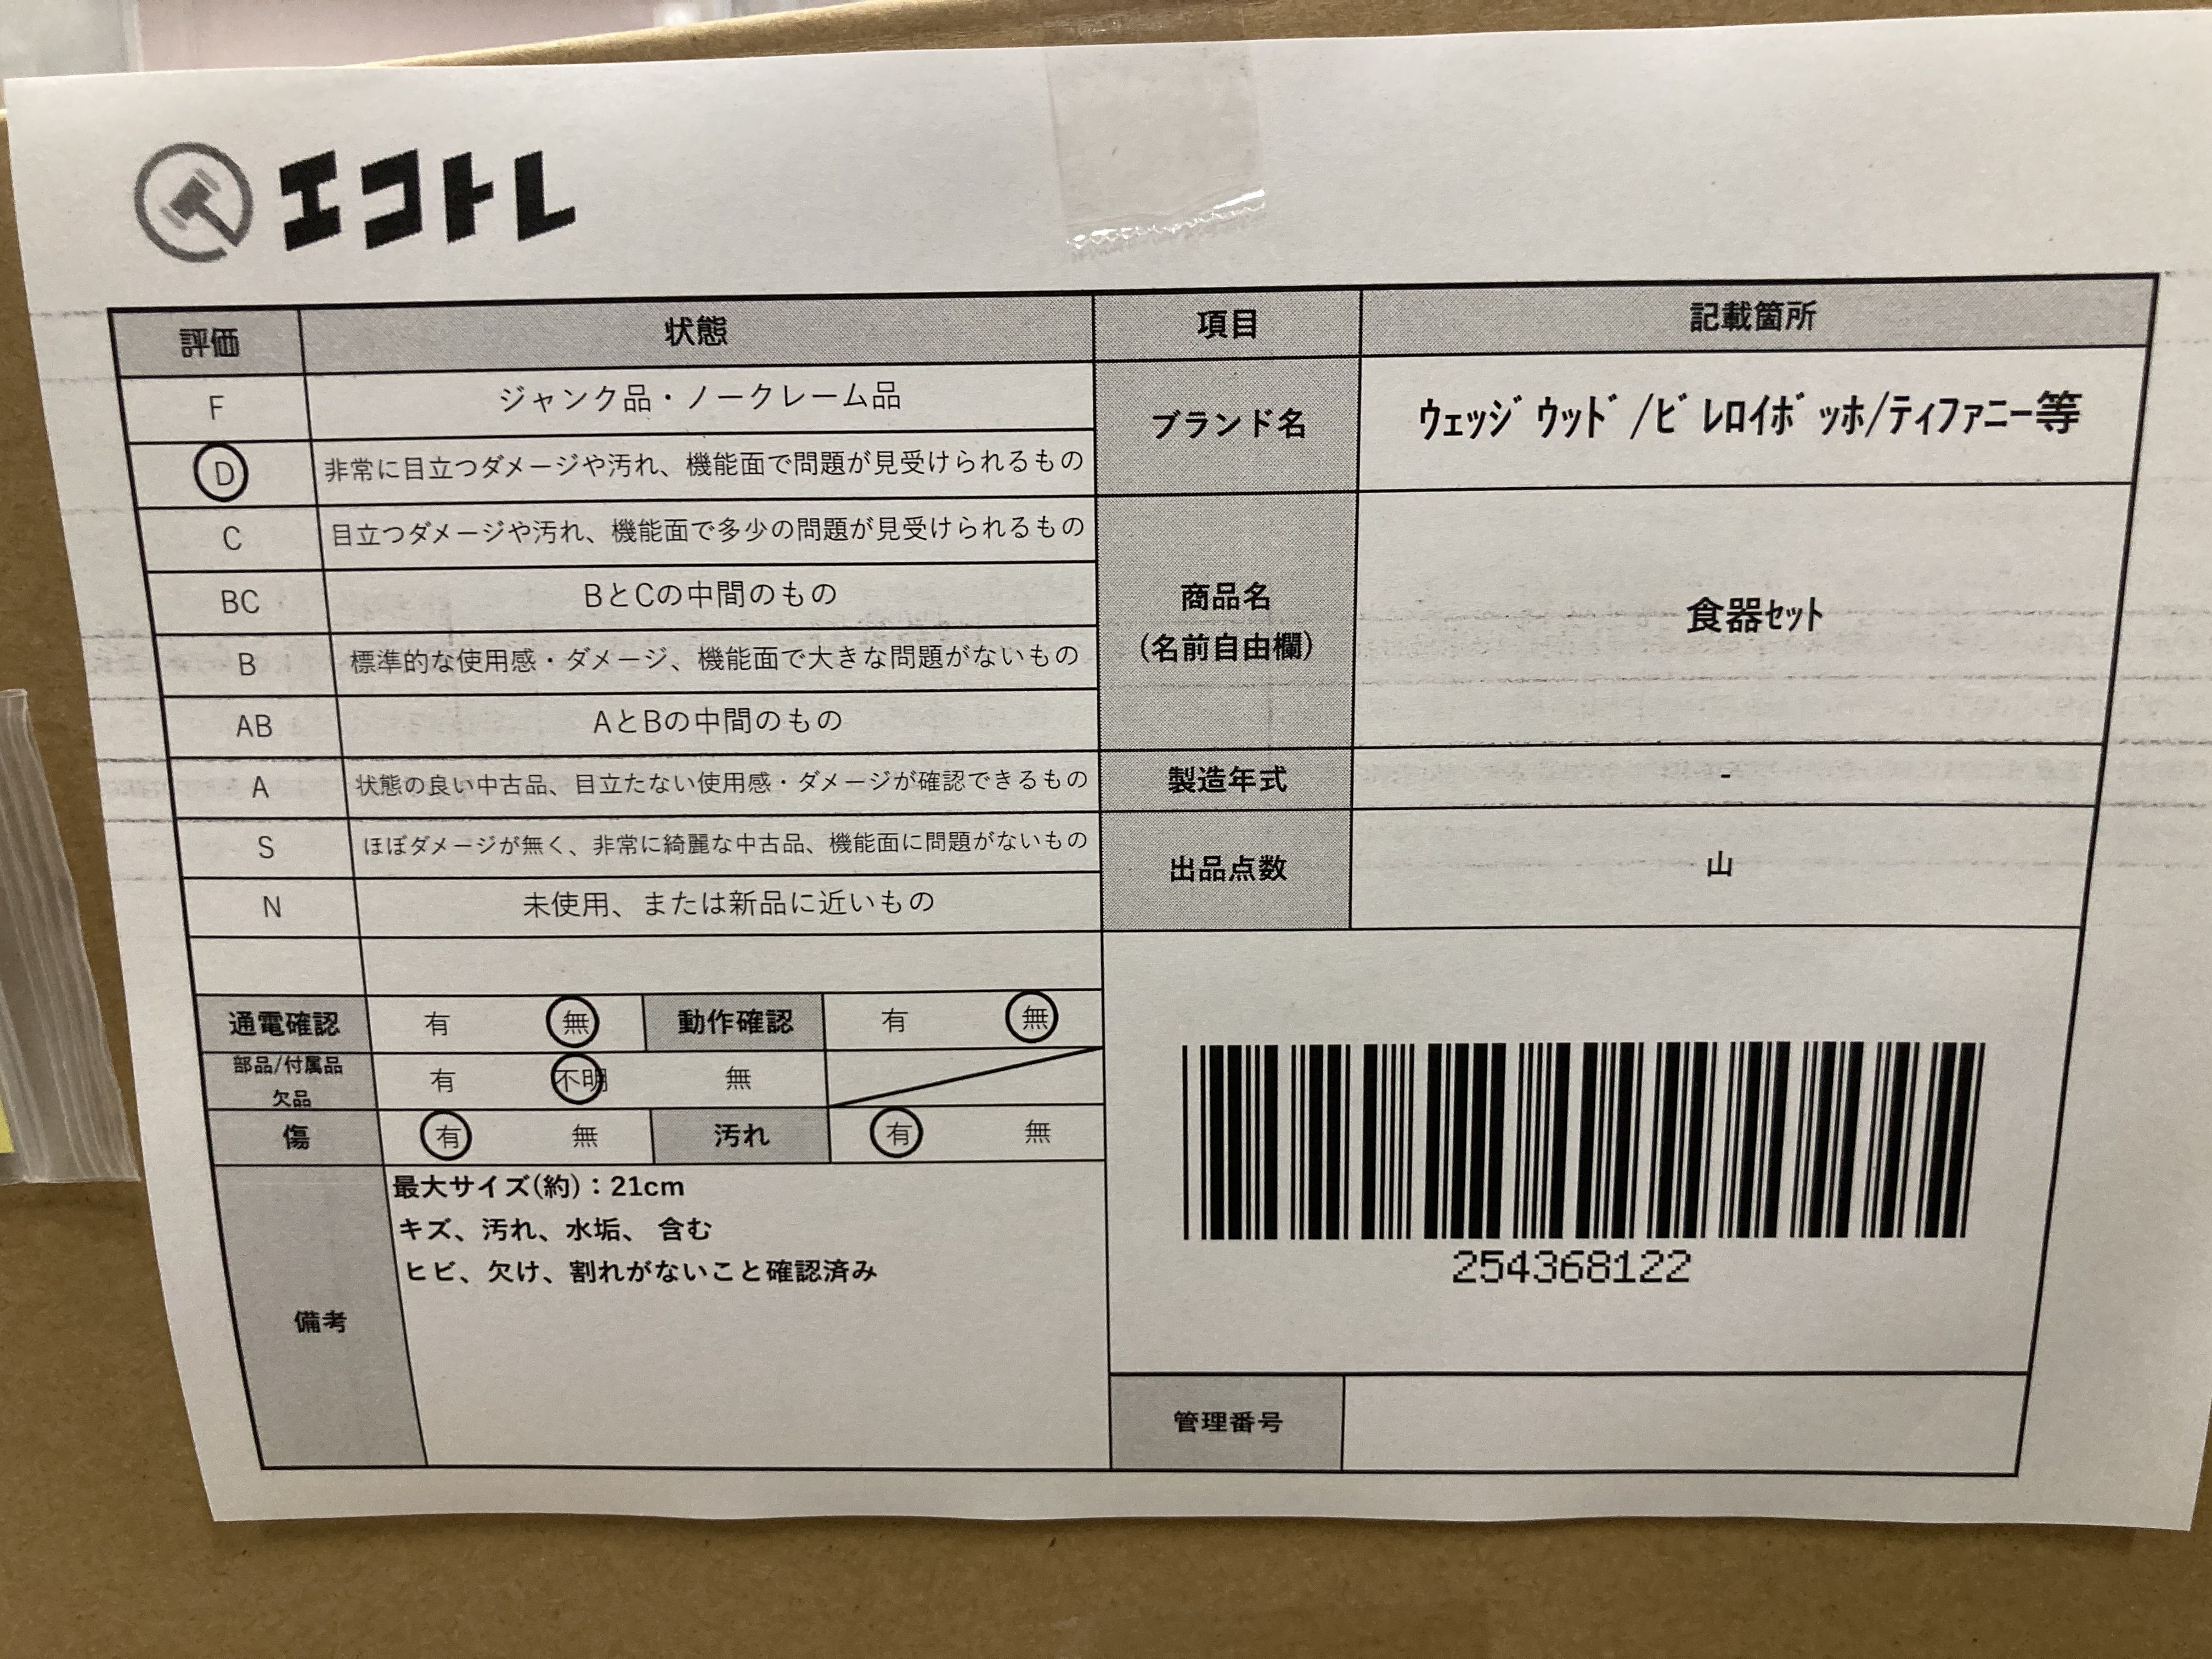 エコトレ
評価 状態 項目 記載箇所
F ジャンク品・ノークレーム品
ブランド名 ｳｪｯｼﾞｳｯﾄﾞ/ﾋﾞﾚﾛｲﾎﾞｯﾎ/ﾃｨﾌｧﾆｰ等
D 非常に目立つダメージや汚れ、機能面で問題が見受けられるもの
C 目立つダメージや汚れ、機能面で多少の問題が見受けられるもの
BC BとCの中間のもの
商品名
(名前自由欄)
食器ｾｯﾄ
B 標準的な使用感・ダメージ、機能面で大きな問題がないもの
AB AとBの中間のもの
A 状態の良い中古品、目立たない使用感・ダメージが確認できるもの
製造年式 -
S ほぼダメージが無く、非常に綺麗な中古品、機能面に問題がないもの
出品点数 山
N 未使用、または新品に近いもの
通電確認 有 無 動作確認 有 無
部品/付属品
欠品
有 不明 無
傷 有 無 汚れ 有 無
備考
最大サイズ(約)：21cm
キズ、汚れ、水垢、 含む
ヒビ、欠け、割れがないこと確認済み
254368122
管理番号